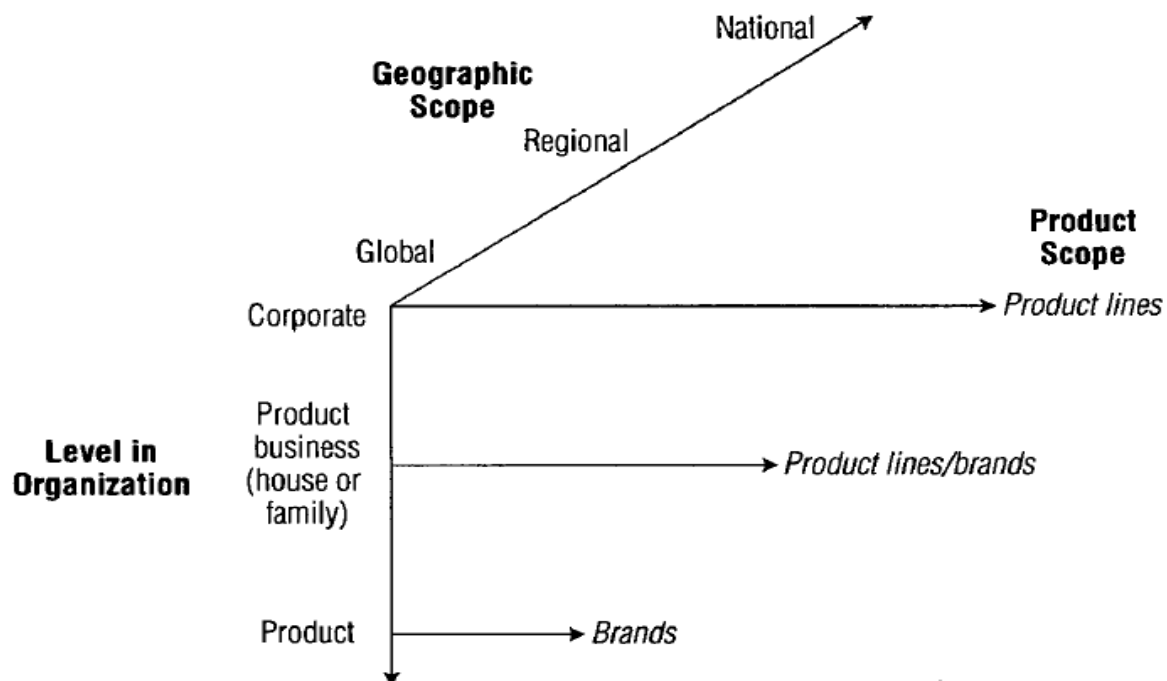 National
Geographic
Scope
Regional
Product
Scope
Global
Corporate
Product lines
Product
business
(house or
family)
Level in
Organization
Product lines/brands
Product
Brands